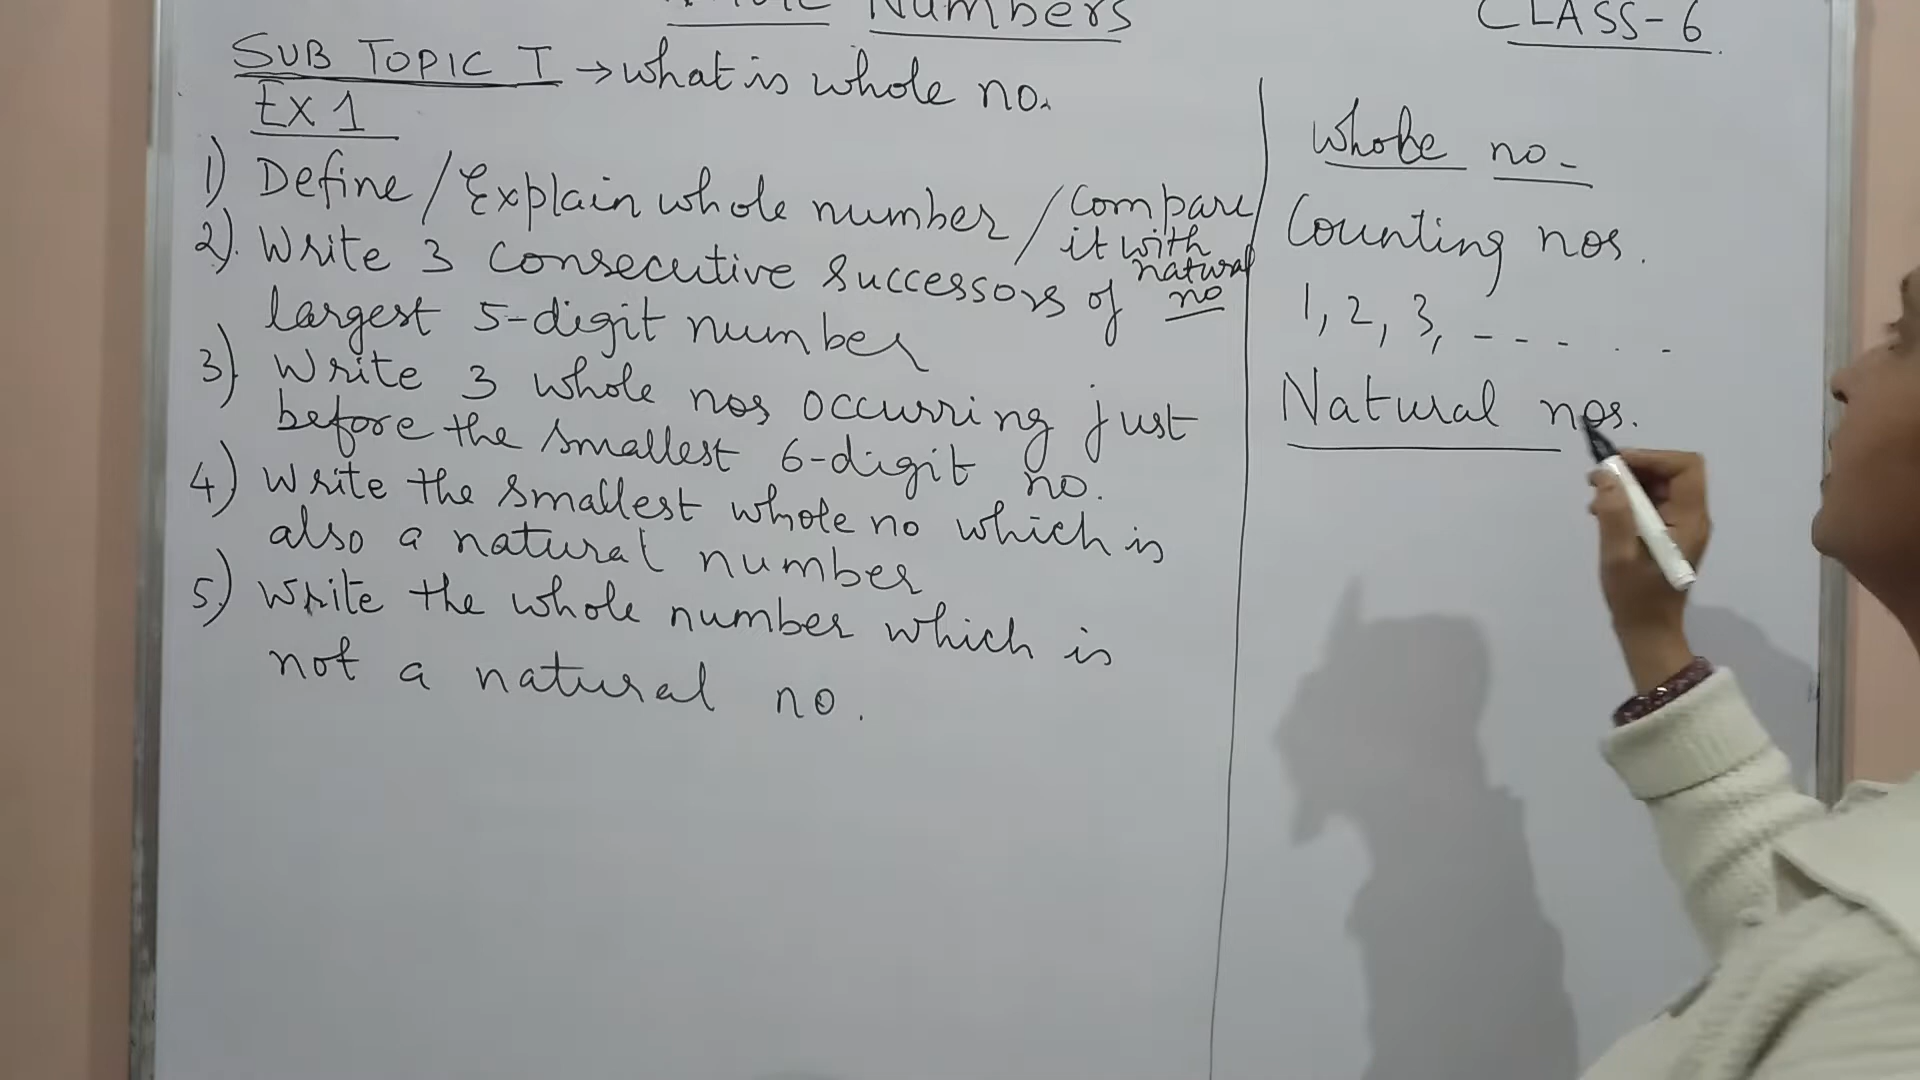 Numbers
CLASS-6
SUB TOPIC I → what is whole no.
EX 1
1) Define / Explain whole number / compare
it with
natural
no
2) Write 3 consecutive successors of
largest 5-digit number
3) Write 3 whole nos occurring just
before the smallest 6-digit no.
4) Write the smallest whole no which is
also a natural number
5) Write the whole number which is
not a natural no.
Whole no.
Counting nos.
1, 2, 3, - - - . . -
Natural nos.